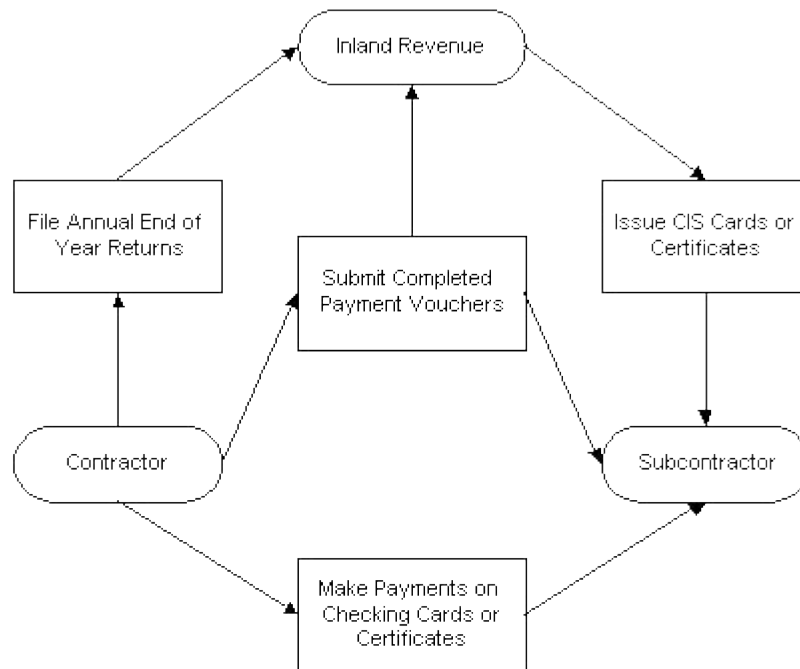 Inland Revenue
File Annual End of
Year Returns
Issue CIS Cards or
Certificates
Submit Completed
Payment Vouchers
Contractor
Subcontractor
Make Payments on
Checking Cards or
Certificates